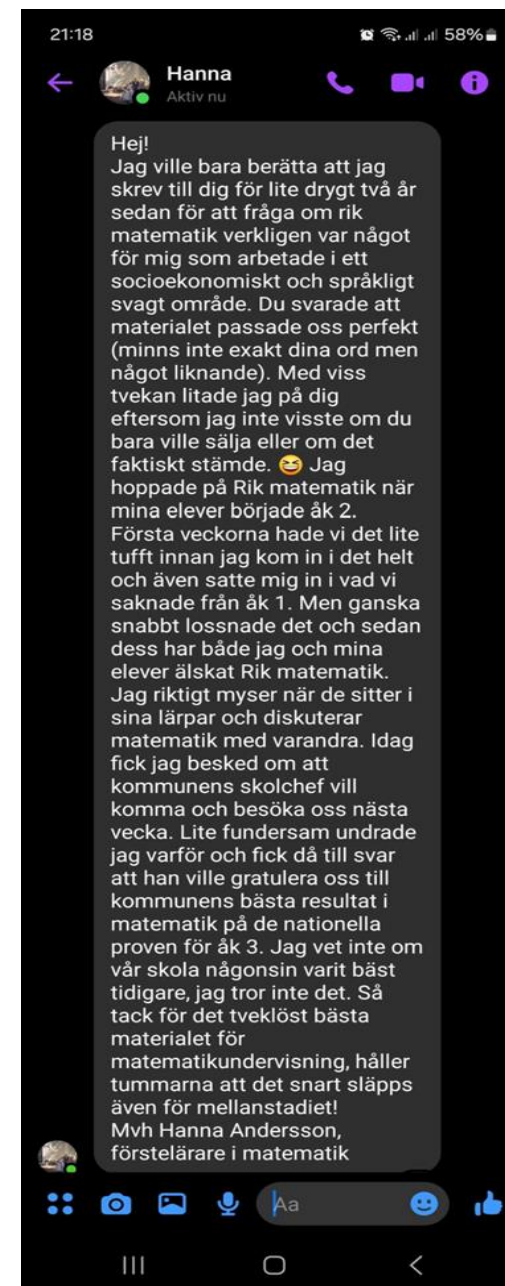 21:18
58%
Hanna
Aktiv nu
Hej!
Jag ville bara berätta att jag
skrev till dig för lite drygt två år
sedan för att fråga om rik
matematik verkligen var något
för mig som arbetade i ett
socioekonomiskt och språkligt
svagt område. Du svarade att
materialet passade oss perfekt
(minns inte exakt dina ord men
något liknande). Med viss
tvekan litade jag på dig
eftersom jag inte visste om du
bara ville sälja eller om det
faktiskt stämde. 😆 Jag
hoppade på Rik matematik när
mina elever började åk 2.
Första veckorna hade vi det lite
tufft innan jag kom in i det helt
och även satte mig in i vad vi
saknade från åk 1. Men ganska
snabbt lossnade det och sedan
dess har både jag och mina
elever älskat Rik matematik.
Jag riktigt myser när de sitter i
sina lärpar och diskuterar
matematik med varandra. Idag
fick jag besked om att
kommunens skolchef vill
komma och besöka oss nästa
vecka. Lite fundersam undrade
jag varför och fick då till svar
att han ville gratulera oss till
kommunens bästa resultat i
matematik på de nationella
proven för åk 3. Jag vet inte om
vår skola någonsin varit bäst
tidigare, jag tror inte det. Så
tack för det tveklöst bästa
materialet för
matematikundervisning, håller
tummarna att det snart släpps
även för mellanstadiet!
Mvh Hanna Andersson,
förstelärare i matematik
Aa